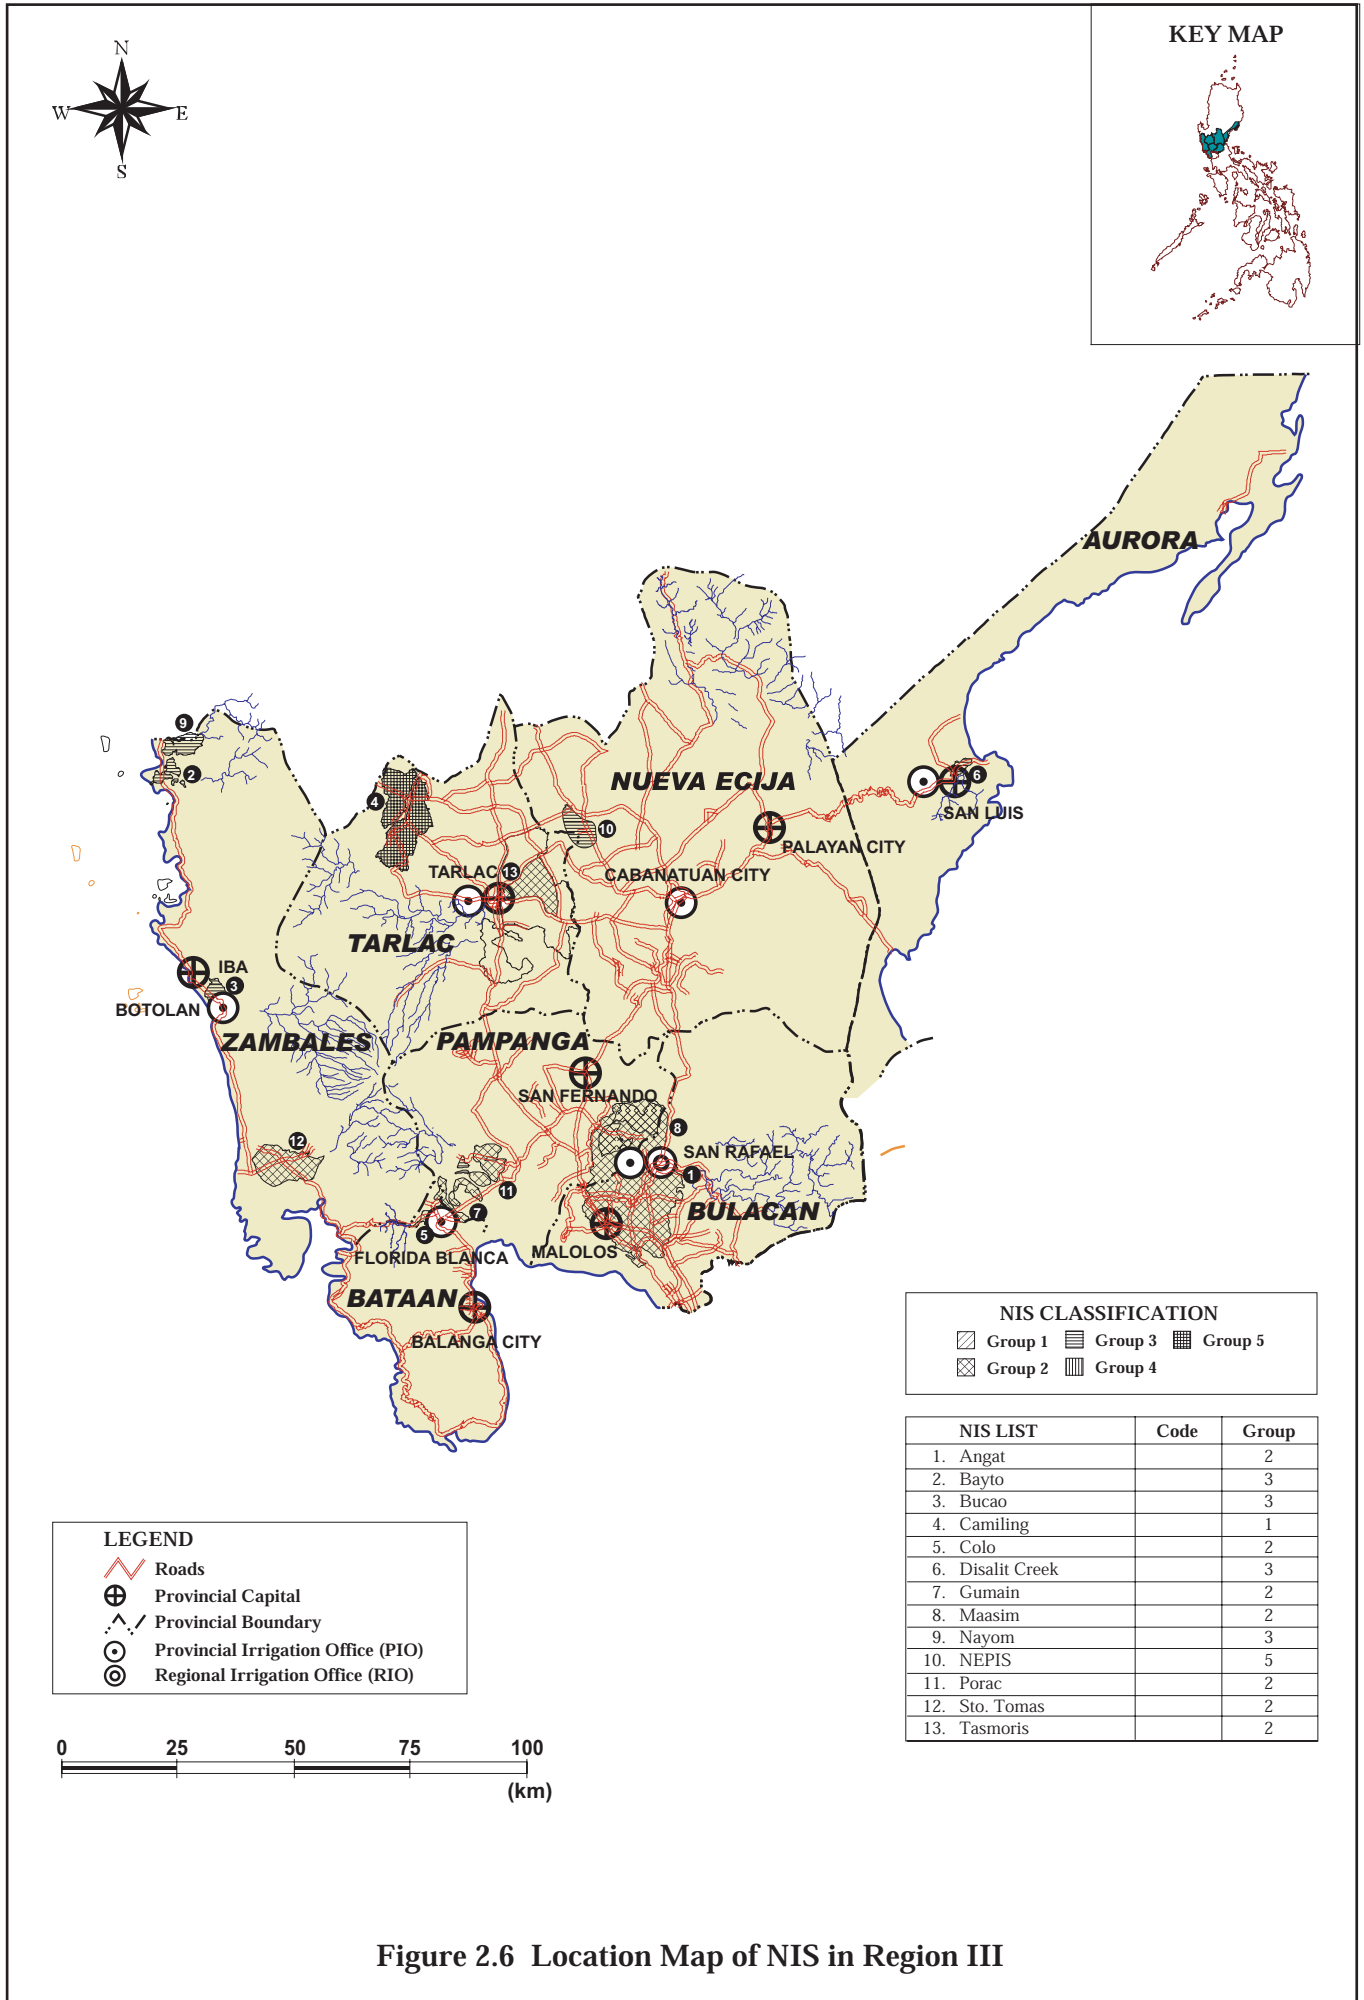 KEY MAP
N
W E
S
AURORA
9
2
NUEVA ECIJA
6
SAN LUIS
4
10
PALAYAN CITY
TARLAC 13
CABANATUAN CITY
TARLAC
IBA
3
BOTOLAN
ZAMBALES
PAMPANGA
SAN FERNANDO
8
12
SAN RAFAEL
1
11
7
BULACAN
5
MALOLOS
FLORIDA BLANCA
BATAAN
BALANGA CITY
NIS CLASSIFICATION
Group 1 Group 3 Group 5
Group 2 Group 4
NIS LIST Code Group
1. Angat 2
2. Bayto 3
3. Bucao 3
4. Camiling 1
5. Colo 2
6. Disalit Creek 3
7. Gumain 2
8. Maasim 2
9. Nayom 3
10. NEPIS 5
11. Porac 2
12. Sto. Tomas 2
13. Tasmoris 2
LEGEND
Roads
Provincial Capital
Provincial Boundary
Provincial Irrigation Office (PIO)
Regional Irrigation Office (RIO)
0 25 50 75 100
(km)
Figure 2.6 Location Map of NIS in Region III